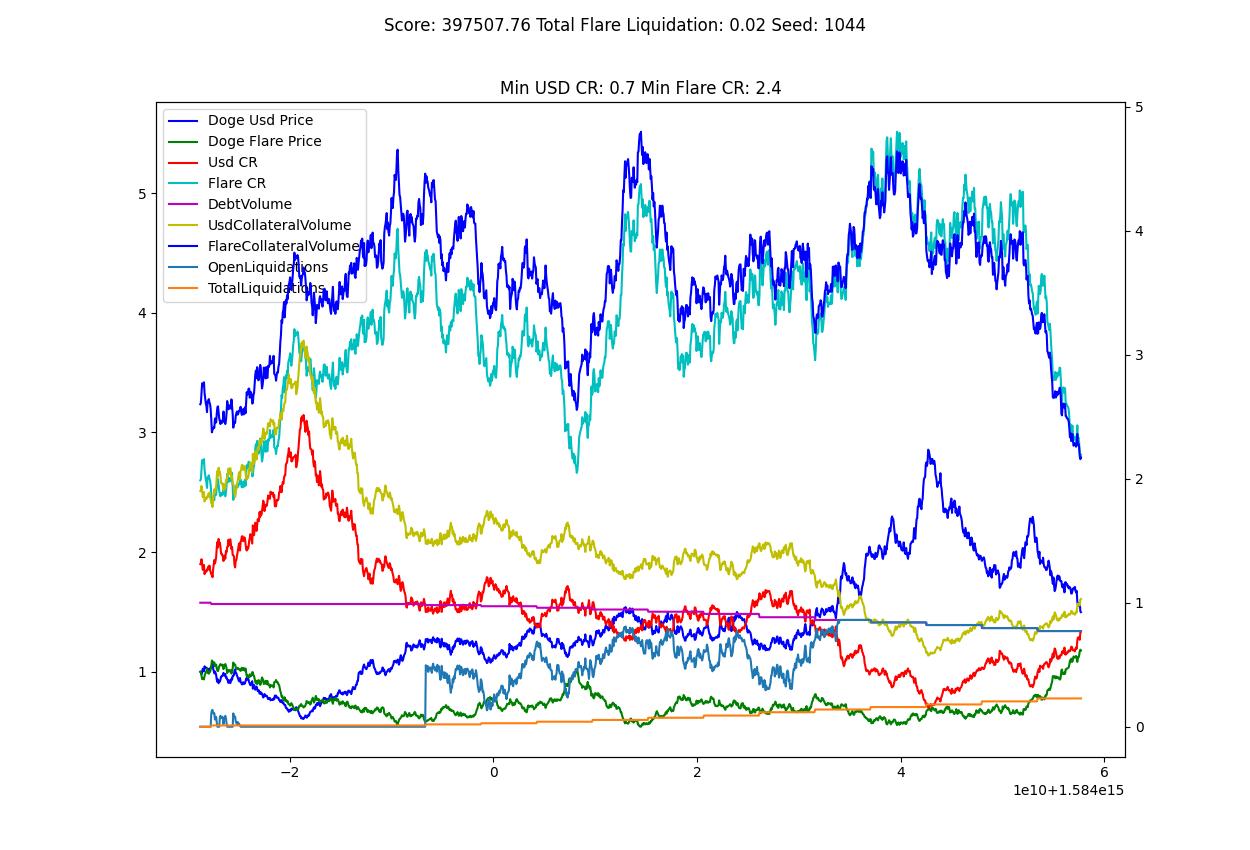 Score: 397507.76 Total Flare Liquidation: 0.02 Seed: 1044
Min USD CR: 0.7 Min Flare CR: 2.4
Doge Usd Price
Doge Flare Price
Usd CR
Flare CR
DebtVolume
UsdCollateralVolume
FlareCollateralVolume
OpenLiquidations
TotalLiquidations
5
4
3
2
1
5
4
3
2
1
0
−2
0
2
4
6
1e10+1.584e15